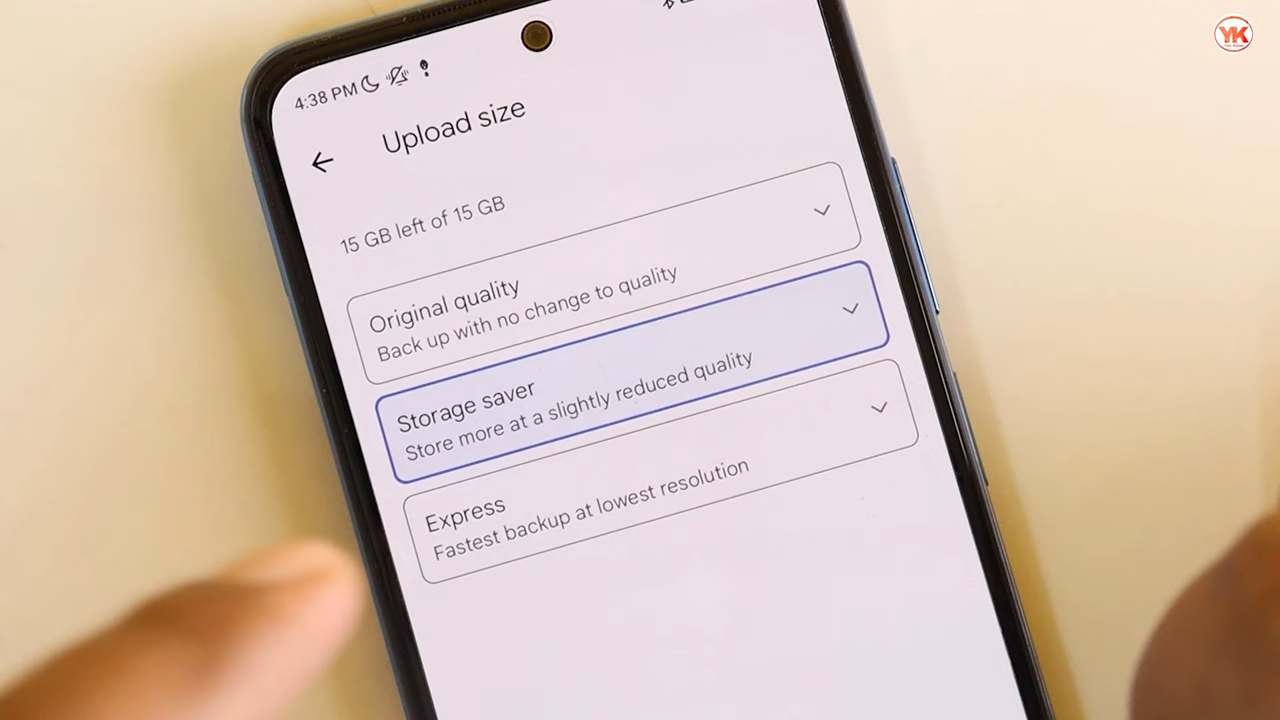 YK
4:38 PM
Upload size
15 GB left of 15 GB
Original quality
Back up with no change to quality
Storage saver
Store more at a slightly reduced quality
Express
Fastest backup at lowest resolution